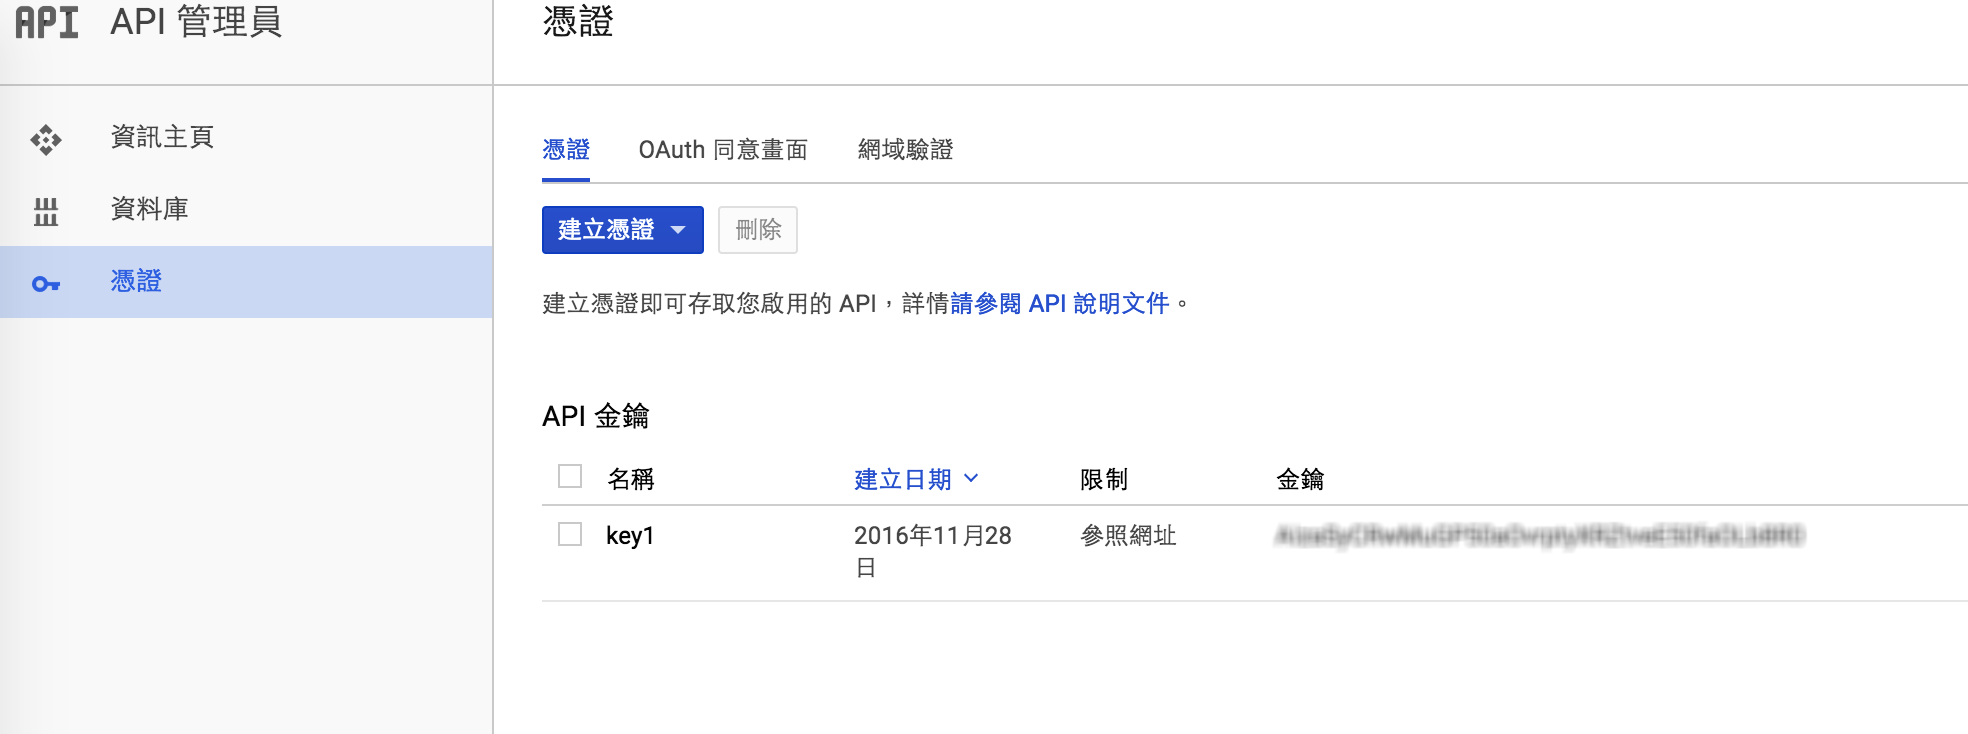 API API 管理員
憑證
資訊主頁
資料庫
憑證
憑證 OAuth 同意畫面 網域驗證
建立憑證 刪除
建立憑證即可存取您啟用的 API，詳情請參閱 API 說明文件。
API 金鑰
名稱 建立日期 限制 金鑰
key1 2016年11月28 參照網址
日